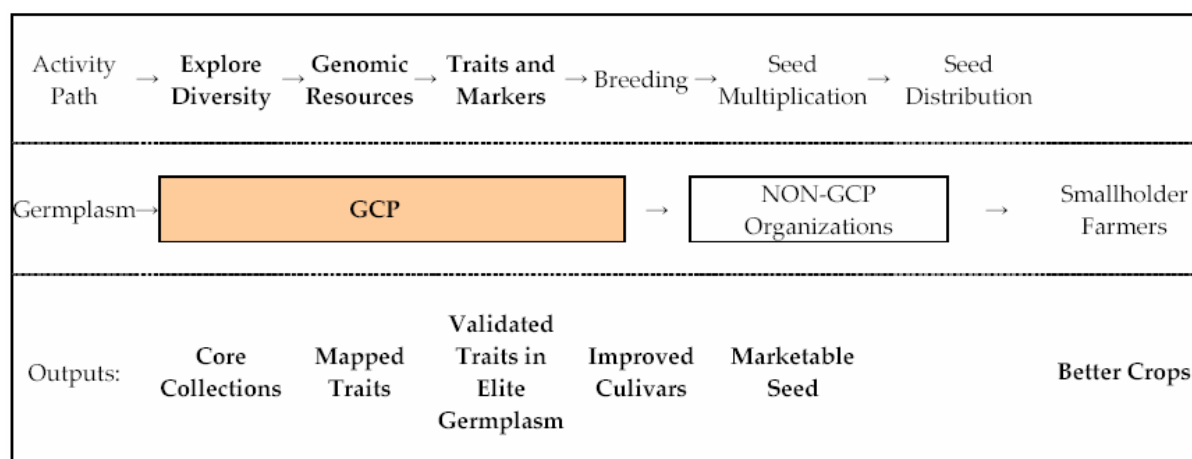 Activity Path → Explore Diversity → Genomic Resources → Traits and Markers → Breeding → Seed Multiplication → Seed Distribution
Germplasm → GCP → NON-GCP Organizations → Smallholder Farmers
Outputs: Core Collections Mapped Traits Validated Traits in Elite Germplasm Improved Culivars Marketable Seed Better Crops